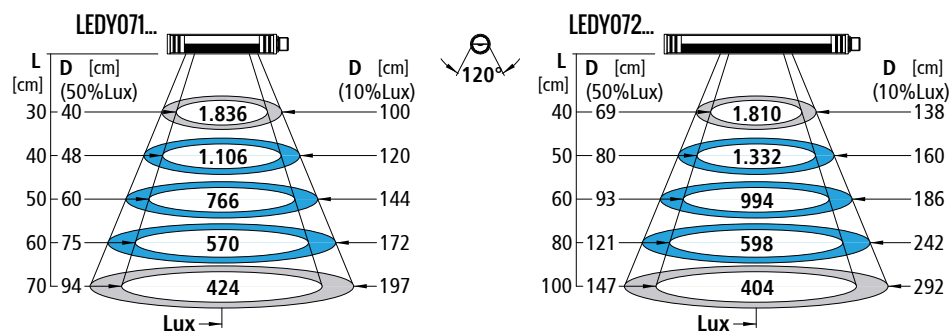 LEDY071...
L
[cm]
D [cm]
(50%Lux)
D [cm]
(10%Lux)
30 40 1.836 100
40 48 1.106 120
50 60 766 144
60 75 570 172
70 94 424 197
Lux
120°
LEDY072...
L
[cm]
D [cm]
(50%Lux)
D [cm]
(10%Lux)
40 69 1.810 138
50 80 1.332 160
60 93 994 186
80 121 598 242
100 147 404 292
Lux